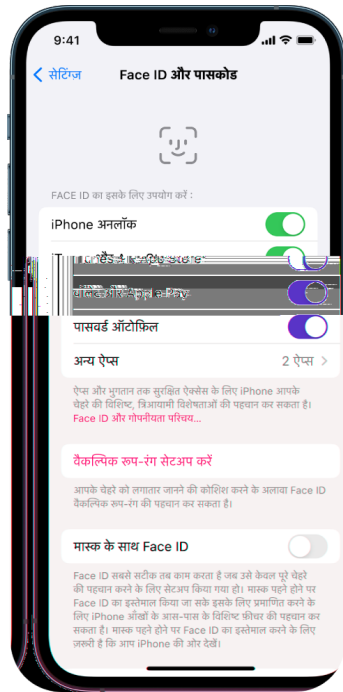 9:41
सेटिंग्ज़
Face ID और पासकोड
FACE ID का इसके लिए उपयोग करें :
iPhone अनलॉक
पासवर्ड ऑटोफ़िल
अन्य ऐप्स
2 ऐप्स
ऐप्स और भुगतान तक सुरक्षित ऐक्सेस के लिए iPhone आपके
चेहरे की विशिष्ट, त्रिआयामी विशेषताओं की पहचान कर सकता है।
Face ID और गोपनीयता परिचय...
वैकल्पिक रूप-रंग सेटअप करें
आपके चेहरे को लगातार जानने की कोशिश करने के अलावा Face ID
वैकल्पिक रूप-रंग की पहचान कर सकता है।
मास्क के साथ Face ID
Face ID सबसे सटीक तब काम करता है जब उसे केवल पूरे चेहरे
की पहचान करने के लिए सेटअप किया गया हो। मास्क पहने होने पर
Face ID का इस्तेमाल किया जा सके इसके लिए प्रमाणित करने के
लिए iPhone आँखों के आस-पास के विशिष्ट फ़ीचर की पहचान कर
सकता है। मास्क पहने होने पर Face ID का इस्तेमाल करने के लिए
ज़रूरी है कि आप iPhone की ओर देखें।